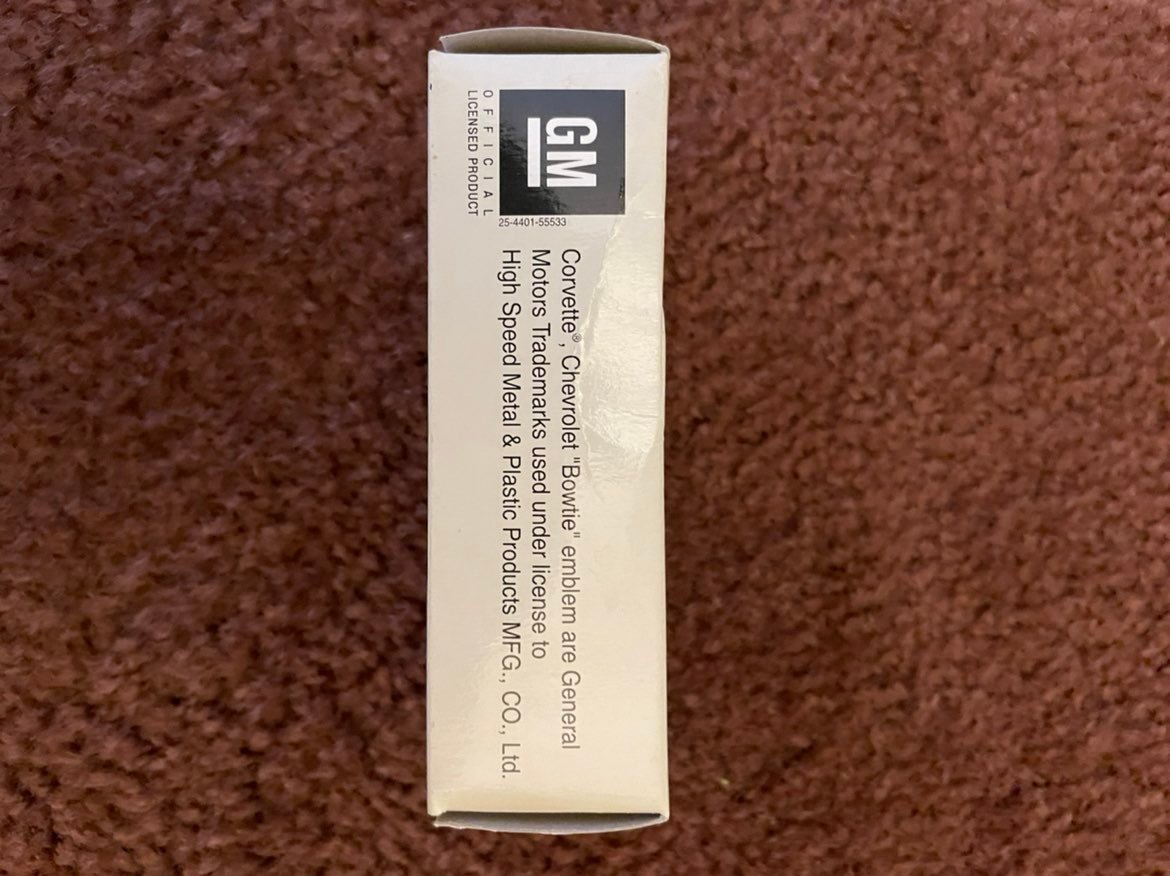 GM
OFFICIAL
LICENSED PRODUCT
25-4401-55533
Corvette®, Chevrolet "Bowtie" emblem are General
Motors Trademarks used under license to
High Speed Metal & Plastic Products MFG., CO., Ltd.